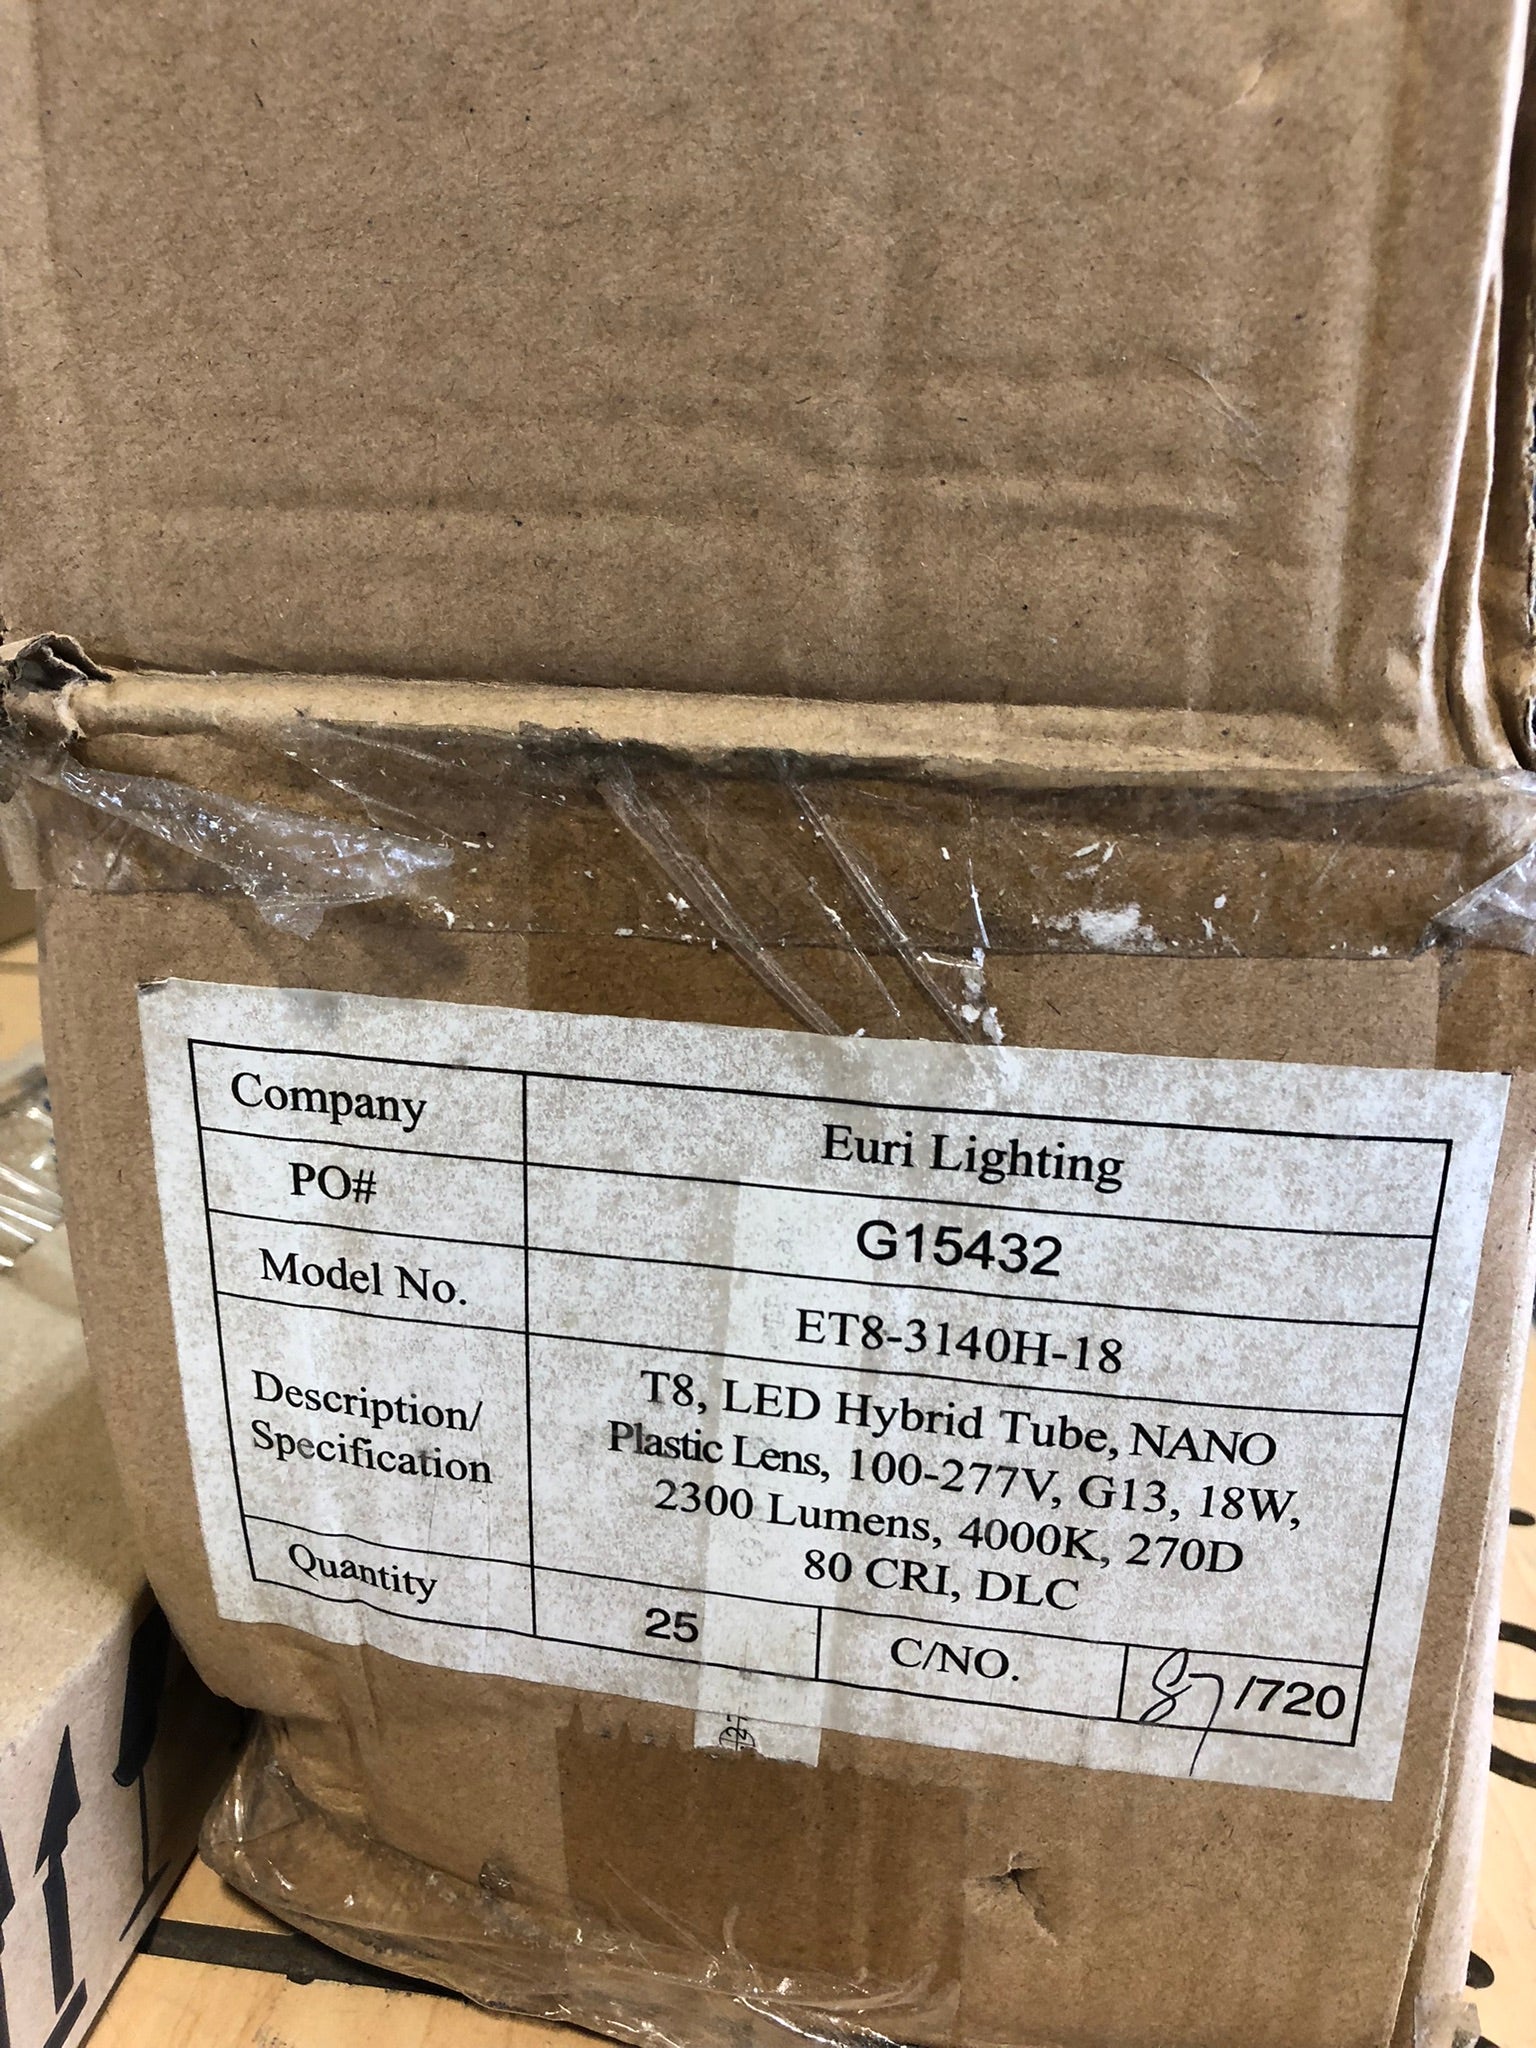 Company Euri Lighting
PO# G15432
Model No. ET8-3140H-18
Description/
Specification
T8, LED Hybrid Tube, NANO
Plastic Lens, 100-277V, G13, 18W,
2300 Lumens, 4000K, 270D
80 CRI, DLC
Quantity 25 C/NO. 87/720